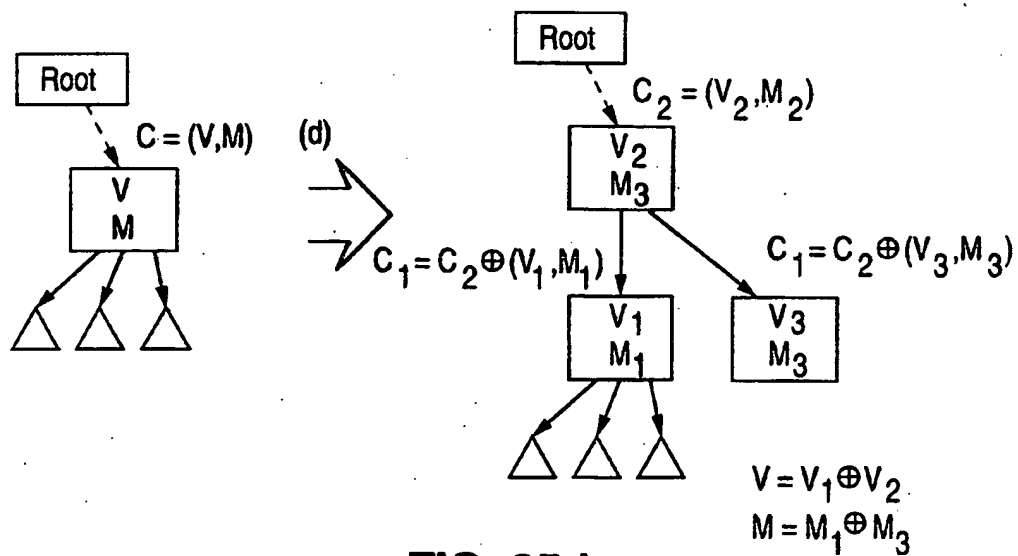 Root
C = (V,M)
V
M
(d)
Root
C2 = (V2,M2)
V2
M3
C1 = C2 ⊕ (V1,M1)
C1 = C2 ⊕ (V3,M3)
V1
M1
V3
M3
V = V1 ⊕ V2
M = M1 ⊕ M3